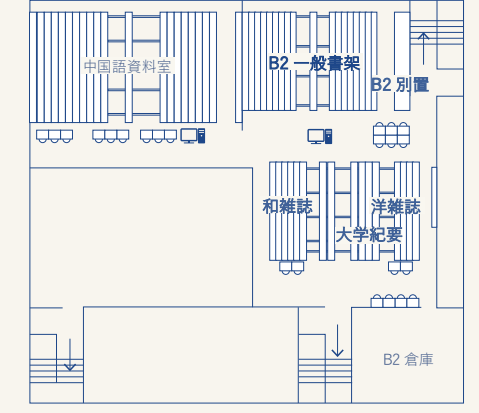 中国語資料室
B2 一般書架
B2 別置
和雑誌
洋雑誌
大学紀要
B2 倉庫